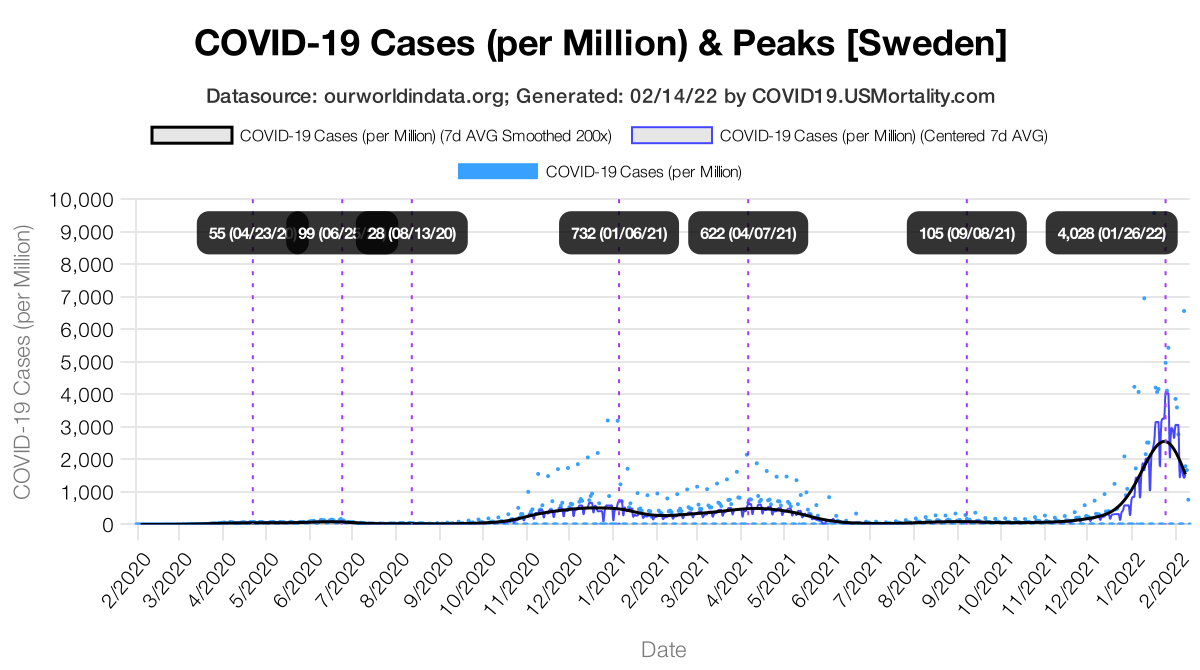 COVID-19 Cases (per Million) & Peaks [Sweden]
Datasource: ourworldindata.org; Generated: 02/14/22 by COVID19.USMortality.com
COVID-19 Cases (per Million) (7d AVG Smoothed 200x) COVID-19 Cases (per Million) (Centered 7d AVG)
COVID-19 Cases (per Million)
COVID-19 Cases (per Million)
10,000
9,000
8,000
7,000
6,000
5,000
4,000
3,000
2,000
1,000
0
55 (04/23/20) 99 (06/25 28 (08/13/20) 732 (01/06/21) 622 (04/07/21) 105 (09/08/21) 4,028 (01/26/22)
2/2020 3/2020 4/2020 5/2020 6/2020 7/2020 8/2020 9/2020 10/2020 11/2020 12/2020 1/2021 2/2021 3/2021 4/2021 5/2021 6/2021 7/2021 8/2021 9/2021 10/2021 11/2021 12/2021 1/2022 2/2022
Date